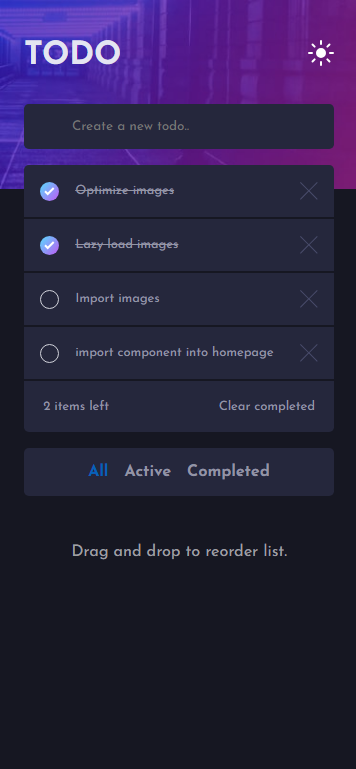 TODO
Create a new todo..
Optimize images
Lazy load images
Import images
import component into homepage
2 items left Clear completed
All Active Completed
Drag and drop to reorder list.